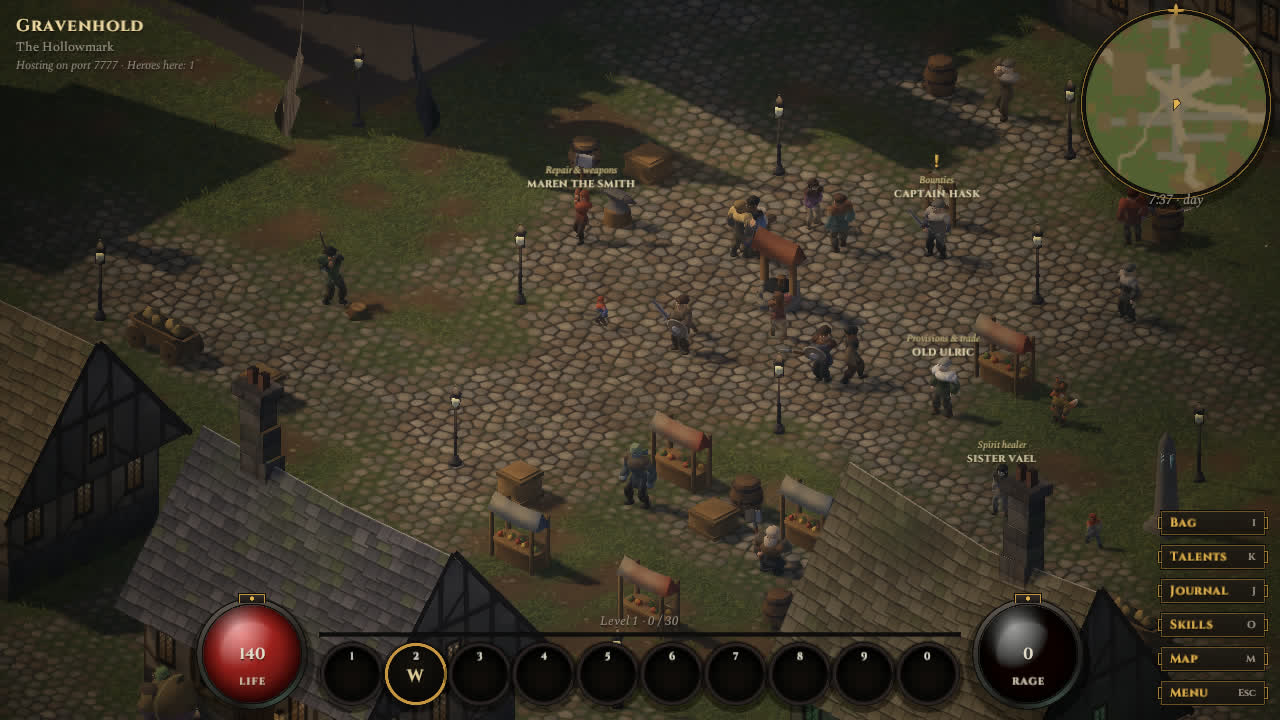 GRAVENHOLD
The Hollowmark
Hosting on port 7777 · Heroes here: 1
Repair & weapons
MAREN THE SMITH
!
Bounties
CAPTAIN HASK
7:37 · day
Provisions & trade
OLD ULRIC
Spirit healer
SISTER VAEL
BAG I
TALENTS K
JOURNAL J
SKILLS O
MAP M
MENU ESC
Level 1 · 0 / 30
140
LIFE
1
2
W
3
4
5
6
7
8
9
0
0
RAGE